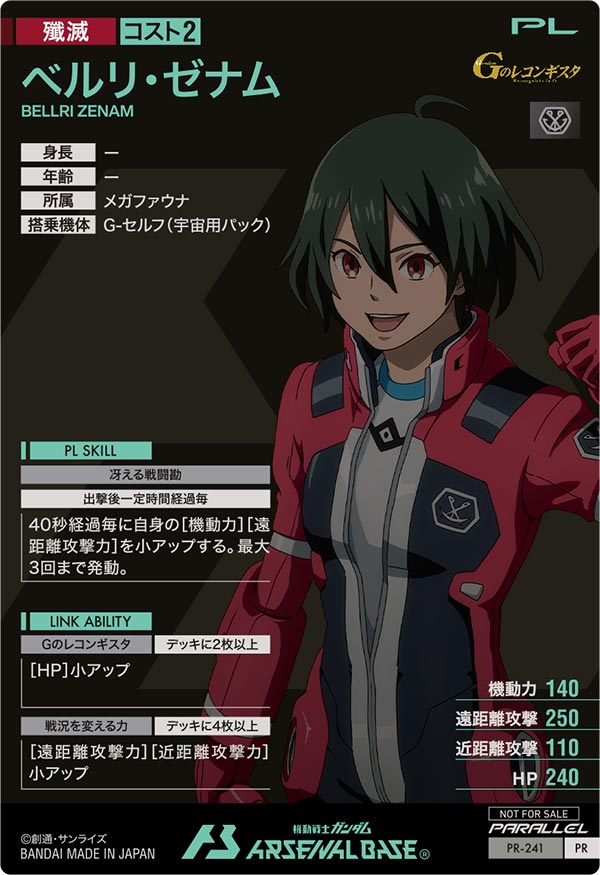 殲滅 コスト2
PL
ベルリ・ゼナム
BELLRI ZENAM
Gのレコンギスタ
身長 ー
年齢 ー
所属 メガファウナ
搭乗機体 G-セルフ（宇宙用パック）
PL SKILL
冴える戦闘勘
出撃後一定時間経過毎
40秒経過毎に自身の[機動力][遠
距離攻撃力]を小アップする。最大
3回まで発動。
LINK ABILITY
Gのレコンギスタ デッキに2枚以上
[HP]小アップ
戦況を変える力 デッキに4枚以上
[遠距離攻撃力][近距離攻撃力]
小アップ
機動力 140
遠距離攻撃 250
近距離攻撃 110
HP 240
NOT FOR SALE
PARALLEL
PR-241 PR
©創通・サンライズ
BANDAI MADE IN JAPAN
機動戦士ガンダム
ARSENAL BASE®